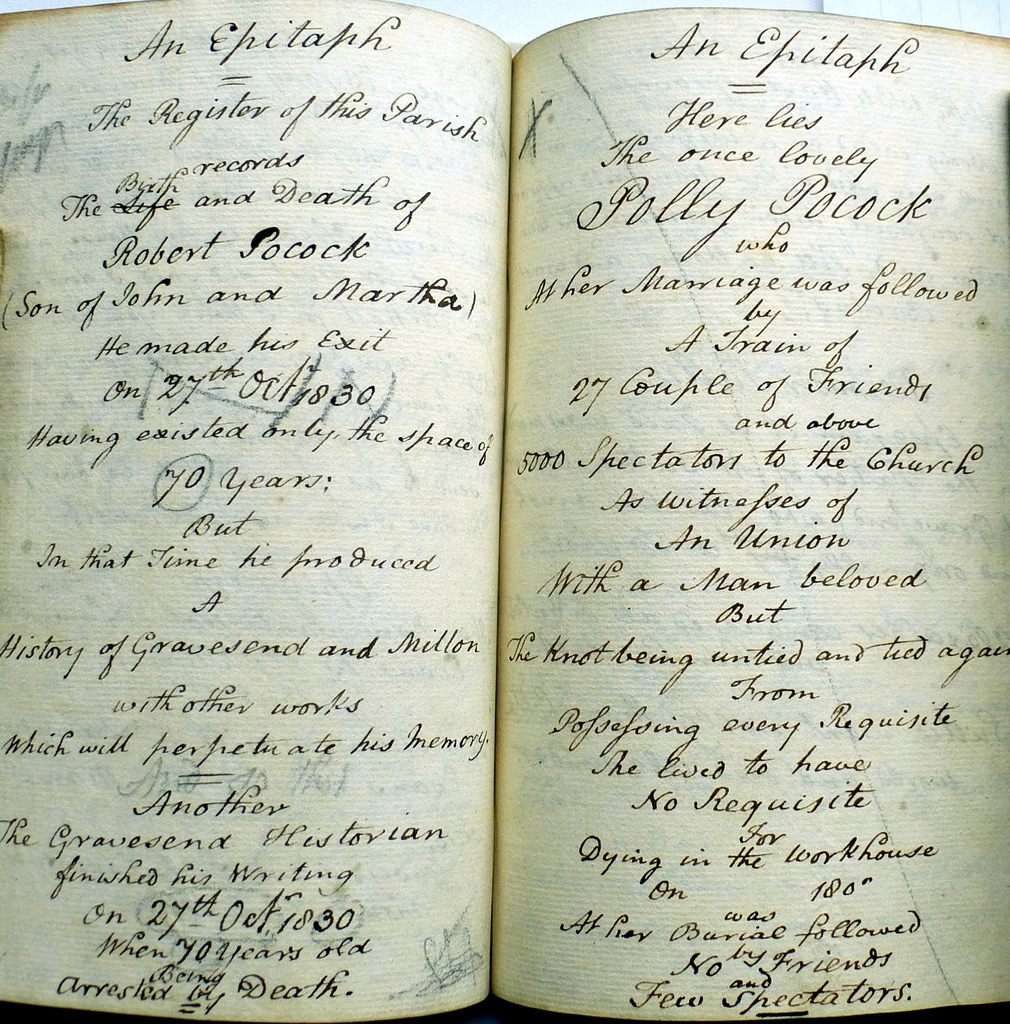 An Epitaph
The Register of this Parish
records
Birth
The Life and Death of
Robert Pocock
(Son of John and Martha)
He made his Exit
On 27th Octr 1830
Having existed only the space of
70 Years;
But
In that Time he produced
A
History of Gravesend and Milton
with other works
Which will perpetuate his Memory.
Another
The Gravesend Historian
finished his Writing
On 27th Octr 1830
When 70 Years old
Being
Arrested by Death.
An Epitaph
Here lies
The once lovely
Polly Pocock
who
At her Marriage was followed
by
A Train of
27 Couple of Friends
and above
5000 Spectators to the Church
As Witneſses of
An Union
With a Man beloved
But
The Knot being untied and tied again
From
Poſseſsing every Requisite
She lived to have
No Requisite
For
Dying in the Workhouse
On 180
was
At her Burial followed
by
No Friends
and
Few Spectators.